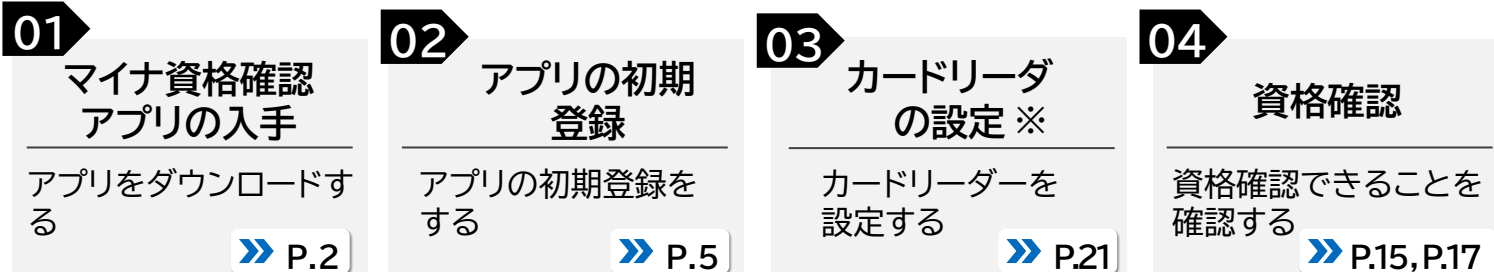 01
マイナ資格確認
アプリの入手
アプリをダウンロードす
る
P.2
02
アプリの初期
登録
アプリの初期登録を
する
P.5
03
カードリーダ
の設定 ※
カードリーダーを
設定する
P.21
04
資格確認
資格確認できることを
確認する
P.15,P.17